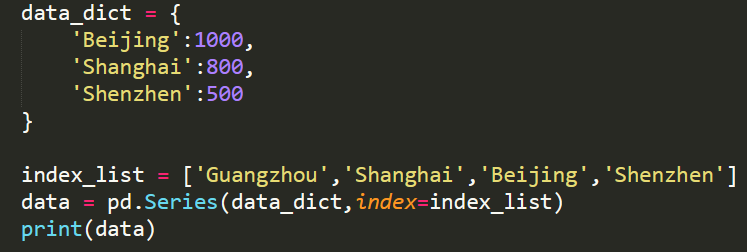 data_dict = {
    'Beijing':1000,
    'Shanghai':800,
    'Shenzhen':500
}
index_list = ['Guangzhou','Shanghai','Beijing','Shenzhen']
data = pd.Series(data_dict,index=index_list)
print(data)